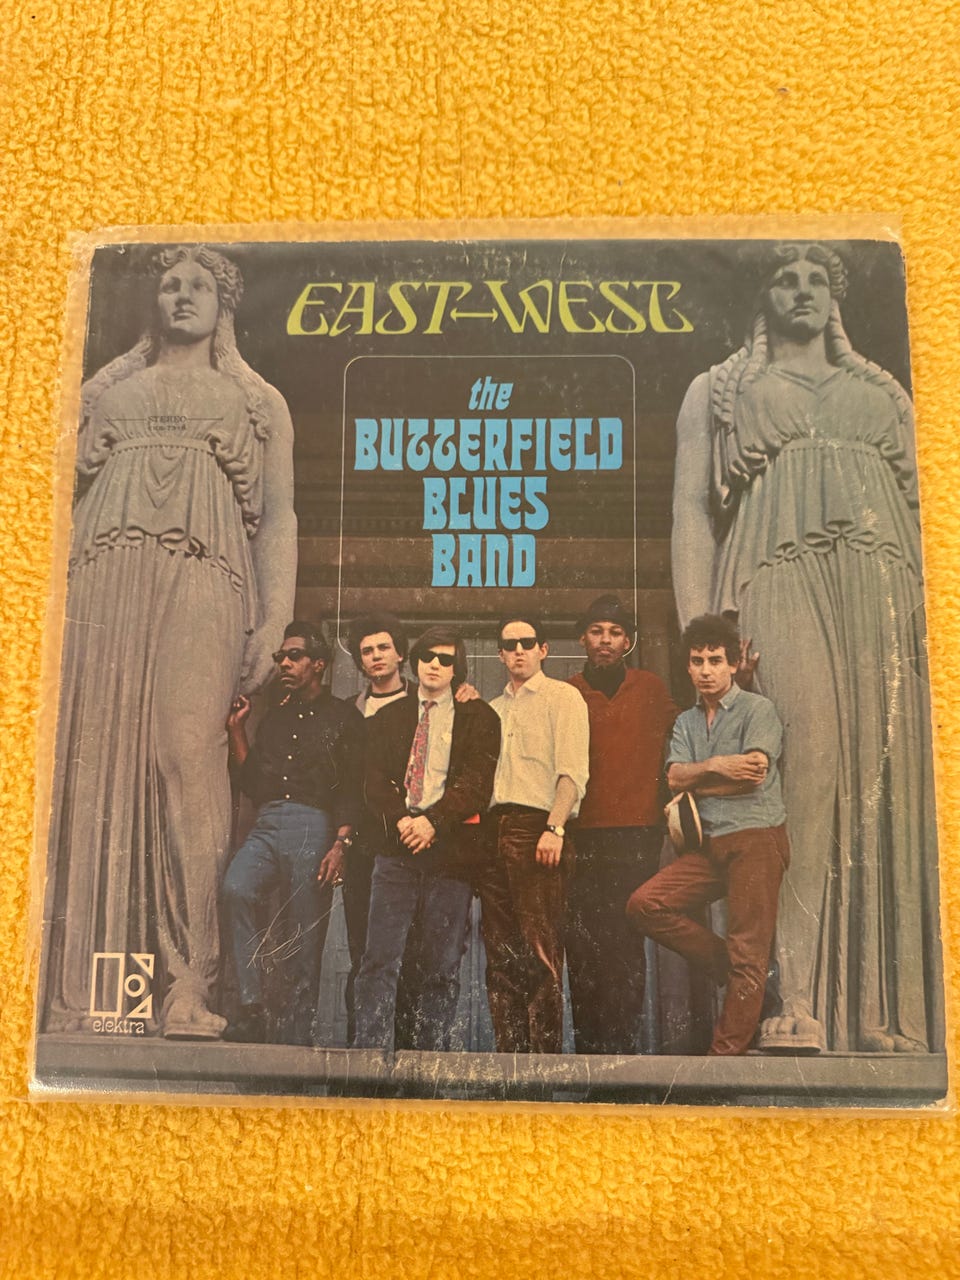 EAST-WEST
the
BUTTERFIELD
BLUES
BAND
STEREO
elektra